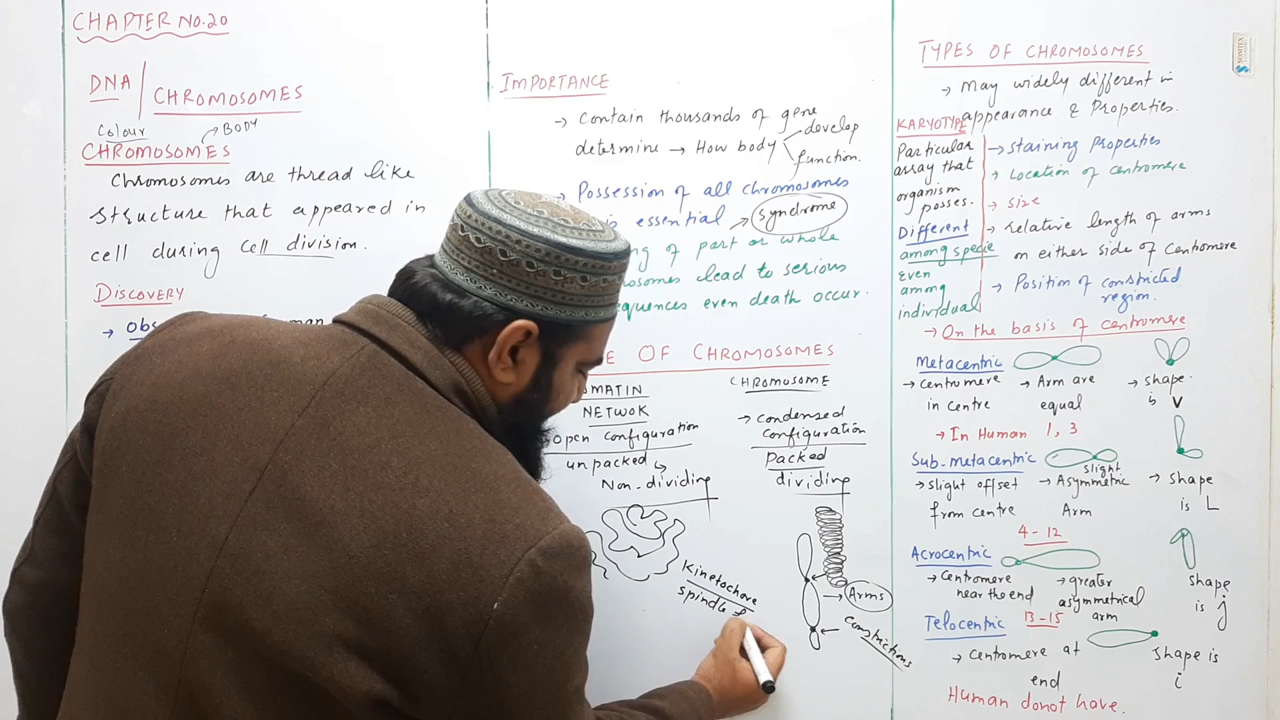 CHAPTER NO.20
DNA
CHROMOSOMES
Colour
BODY
CHROMOSOMES
Chromosomes are thread like
structure that appeared in
cell during cell division.
DISCOVERY
→ Obs
IMPORTANCE
→ Contain thousands of gene
determine → How body
develop
function.
→ Possession of all chromosomes
is essential → syndrome
of part or whole
lead to serious
even death occur.
OF CHROMOSOMES
NETWOK
Open configuration
unpacked
Non-dividing
CHROMOSOME
→ condensed
configuration
Packed
dividing
Kinetochore
spindle f
→ Arms
Constrictions
TYPES OF CHROMOSOMES
→ May widely different in
appearance & Properties.
KARYOTYPE
Particular
array that
organism
posses.
Different
among specie
Even
among
individual
→ staining Properties
→ Location of centromere
→ size
→ relative length of arms
on either side of centromere
→ Position of constricted
region.
→ On the basis of centromere
Metacentric
→ centromere
in centre
→ Arm are
equal
→ shape
is V
→ In Human 1, 3
Sub-metacentric
→ slight offset
from centre
slight
→ Asymmetric
Arm
→ shape
is L
4-12
Acrocentric
→ Centromere
near the end
→ greater
asymmetrical
arm
shape
is j
13-15
Telocentric
→ Centromere at
end
Shape is
i
Human donot have.